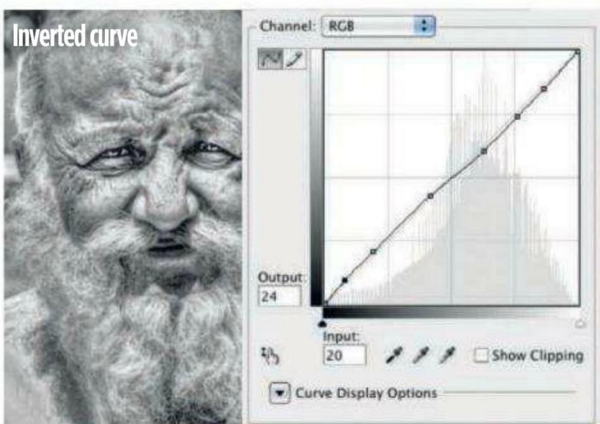 Inverted curve
Channel: RGB
Output:
24
Input:
20
Show Clipping
Curve Display Options